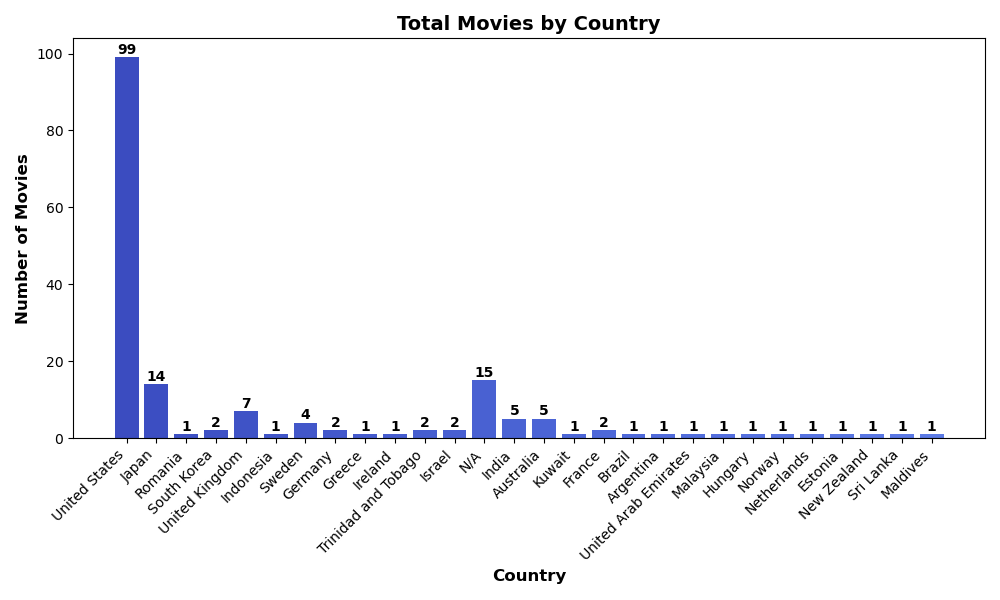 Total Movies by Country
Number of Movies
100
80
60
40
20
0
99
14
1
2
7
1
4
2
1
1
2
2
15
5
5
1
2
1
1
1
1
1
1
1
1
1
1
1
United States
Japan
Romania
South Korea
United Kingdom
Indonesia
Sweden
Germany
Greece
Ireland
Trinidad and Tobago
Israel
N/A
India
Australia
Kuwait
France
Brazil
Argentina
United Arab Emirates
Malaysia
Hungary
Norway
Netherlands
Estonia
New Zealand
Sri Lanka
Maldives
Country